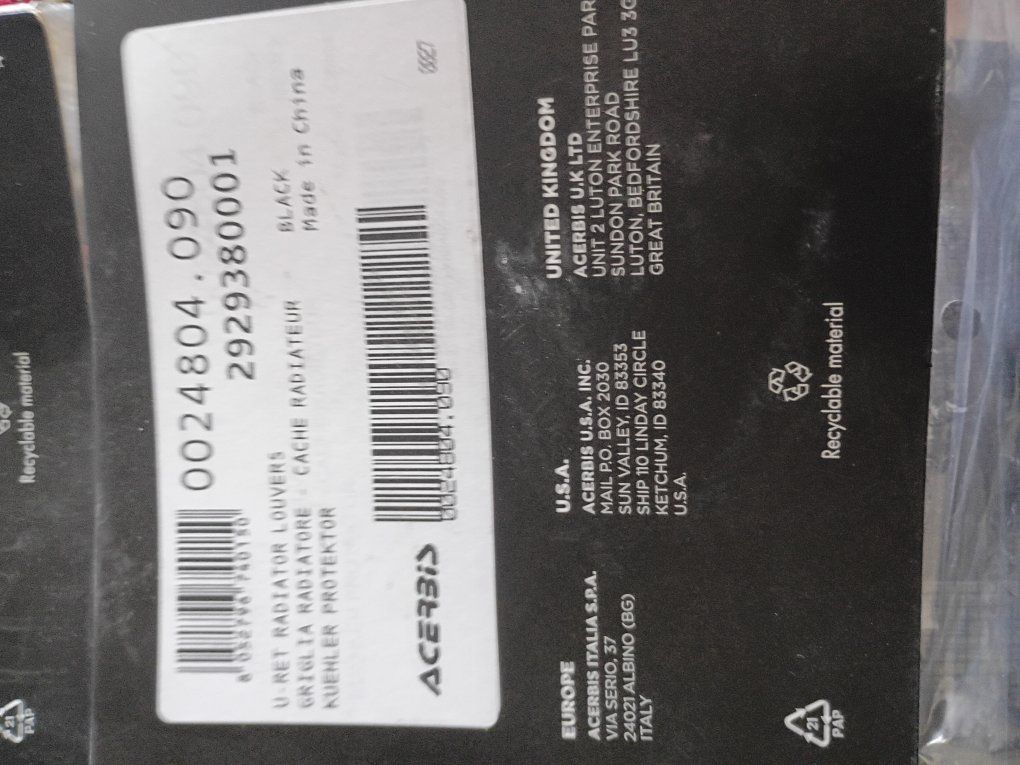 8 052796 740150
0024804.090
2929380001
U-RET RADIATOR LOUVERS
GRIGLIA RADIATORE - CACHE RADIATEUR - BLACK
KUEHLER PROTEKTOR
Made in China
ACERBIS
0024804.090
EUROPE
ACERBIS ITALIA S.P.A.
VIA SERIO, 37
24021 ALBINO (BG)
ITALY
U.S.A.
ACERBIS U.S.A. INC.
MAIL P.O. BOX 2030
SUN VALLEY, ID 83353
SHIP 110 LINDAY CIRCLE
KETCHUM, ID 83340
U.S.A.
UNITED KINGDOM
ACERBIS U.K LTD
UNIT 2 LUTON ENTERPRISE PAR
SUNDON PARK ROAD
LUTON, BEDFORDSHIRE LU3 3G
GREAT BRITAIN
21
PAP
Recyclable material
21
PAP
Recyclable material